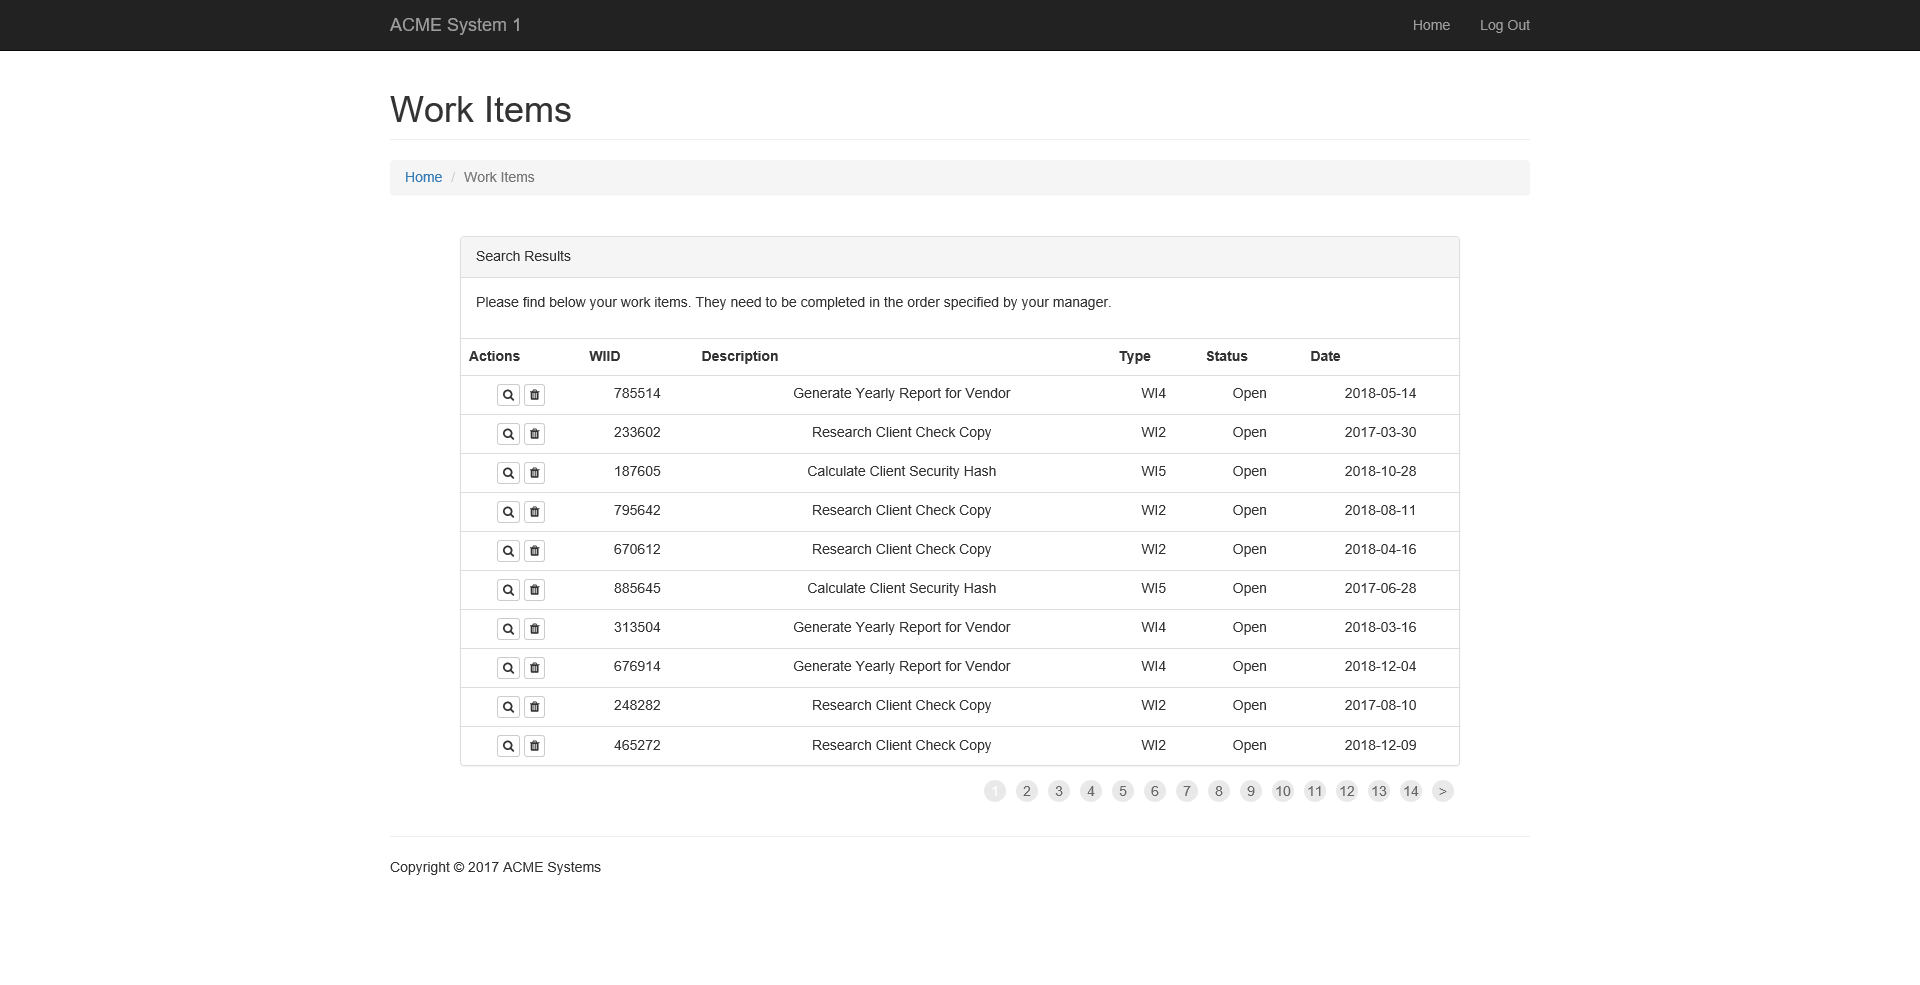 ACME System 1 Home Log Out
Work Items
Home / Work Items
Search Results
Please find below your work items. They need to be completed in the order specified by your manager.
Actions WIID Description Type Status Date
785514 Generate Yearly Report for Vendor WI4 Open 2018-05-14
233602 Research Client Check Copy WI2 Open 2017-03-30
187605 Calculate Client Security Hash WI5 Open 2018-10-28
795642 Research Client Check Copy WI2 Open 2018-08-11
670612 Research Client Check Copy WI2 Open 2018-04-16
885645 Calculate Client Security Hash WI5 Open 2017-06-28
313504 Generate Yearly Report for Vendor WI4 Open 2018-03-16
676914 Generate Yearly Report for Vendor WI4 Open 2018-12-04
248282 Research Client Check Copy WI2 Open 2017-08-10
465272 Research Client Check Copy WI2 Open 2018-12-09
1 2 3 4 5 6 7 8 9 10 11 12 13 14 >
Copyright © 2017 ACME Systems